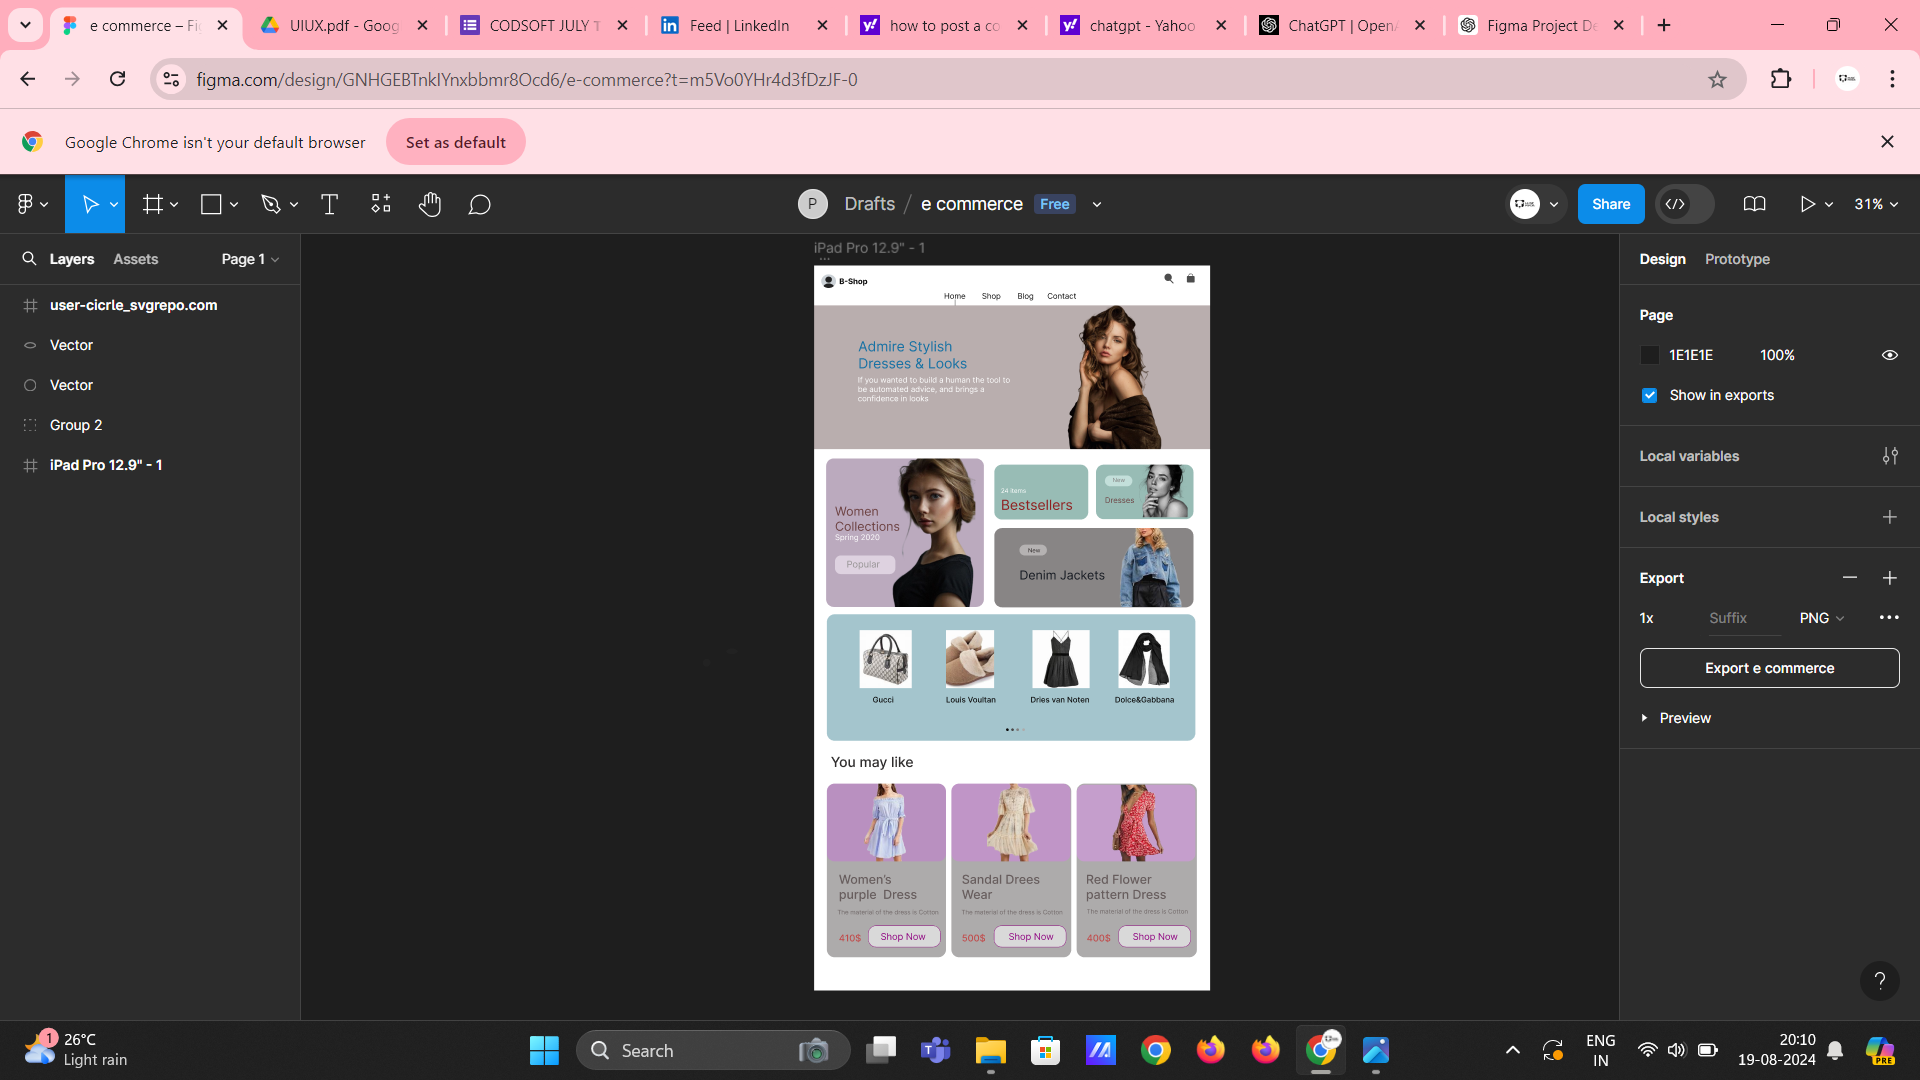 e commerce – Fi
UIUX.pdf - Goog
CODSOFT JULY T
Feed | LinkedIn
how to post a co
chatgpt - Yahoo
ChatGPT | OpenA
Figma Project De
figma.com/design/GNHGEBTnkIYnxbbmr8Ocd6/e-commerce?t=m5Vo0YHr4d3fDzJF-0
Google Chrome isn't your default browser
Set as default
P
Drafts / e commerce Free
Share
31%
Layers
Assets
Page 1
user-cicrle_svgrepo.com
Vector
Vector
Group 2
iPad Pro 12.9" - 1
iPad Pro 12.9" - 1
B-Shop
Home Shop Blog Contact
Admire Stylish
Dresses & Looks
If you wanted to build a human the tool to
be automated advice, and brings a
confidence in looks
Women
Collections
Spring 2020
Popular
24 items
Bestsellers
New
Dresses
New
Denim Jackets
Gucci
Louis Voultan
Dries van Noten
Dolce&Gabbana
You may like
Women's
purple Dress
The material of the dress is Cotton
410$
Shop Now
Sandal Drees
Wear
The material of the dress is Cotton
500$
Shop Now
Red Flower
pattern Dress
The material of the dress is Cotton
400$
Shop Now
Design
Prototype
Page
1E1E1E 100%
Show in exports
Local variables
Local styles
Export
1x Suffix PNG
Export e commerce
Preview
?
1
26°C
Light rain
Search
ENG
IN
20:10
19-08-2024
PRE